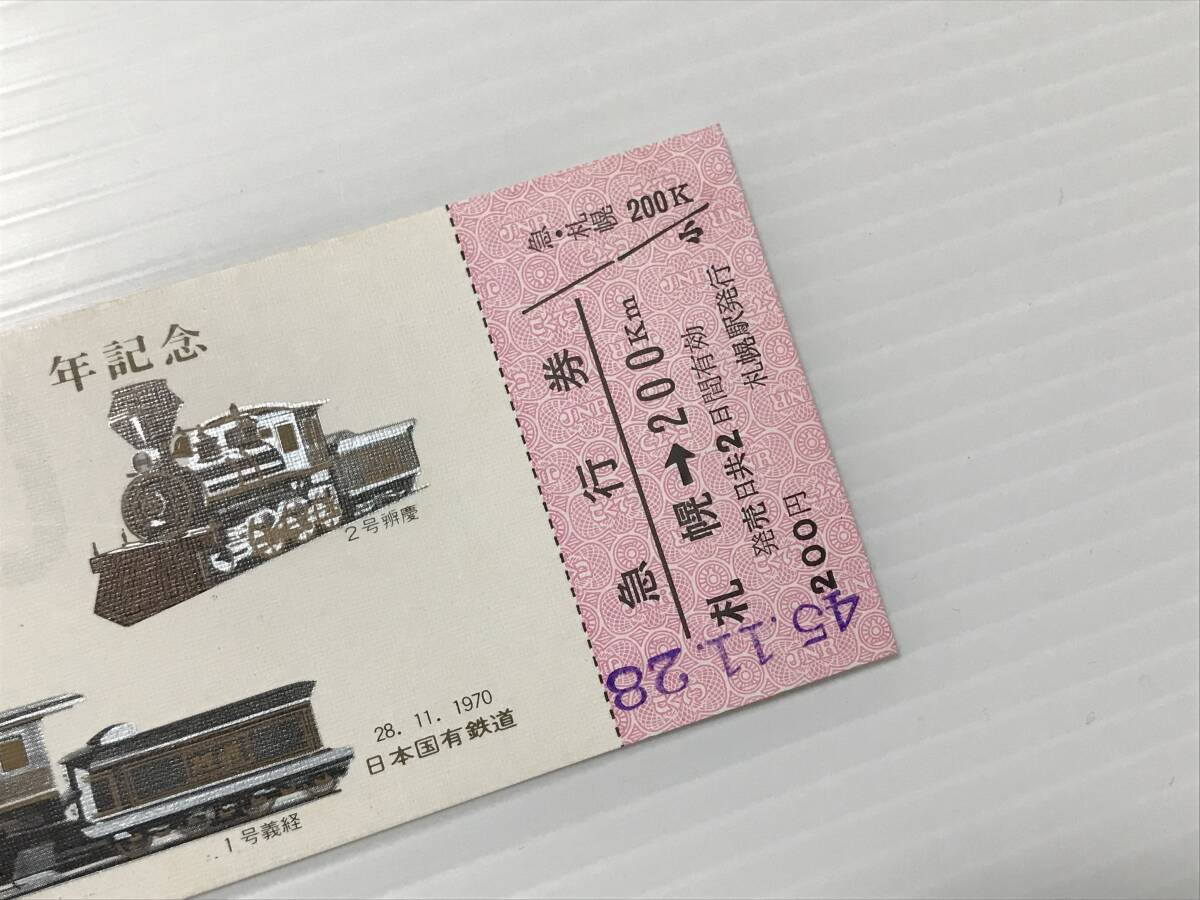 年記念
2号辨慶
28. 11. 1970
日本国有鉄道
.1号義経
急行券
札幌➔200Km
発売日共2日間有効
200円
札幌駅発行
急・札幌
200K
小
45.11.28